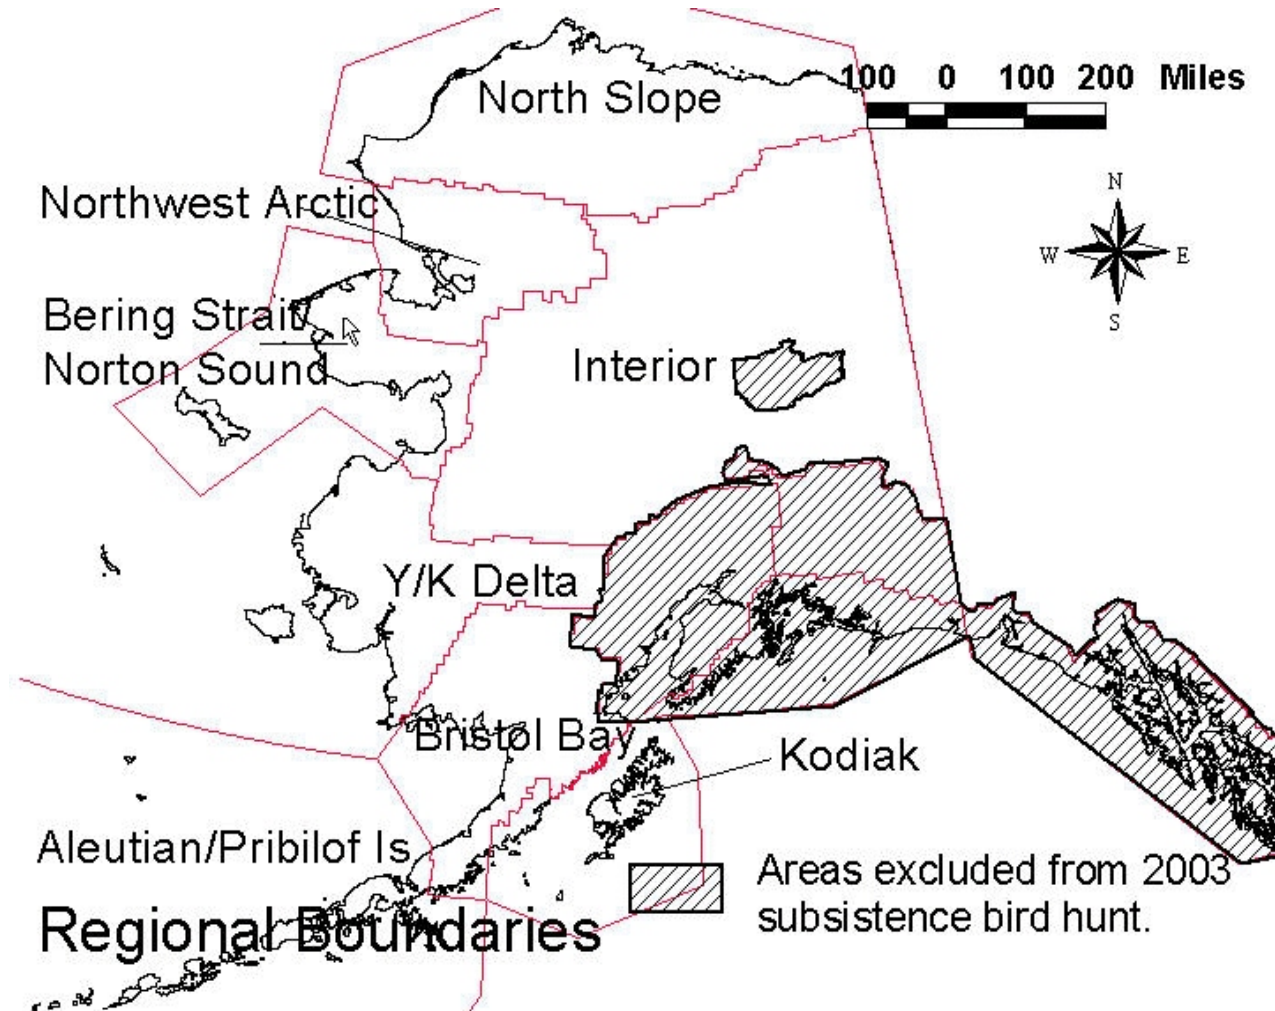 100 0 100 200 Miles
North Slope
N
Northwest Arctic
W E
Bering Strait/
S
Norton Sound
Interior
Y/K Delta
Bristol Bay
Kodiak
Aleutian/Pribilof Is
Areas excluded from 2003
subsistence bird hunt.
Regional Boundaries